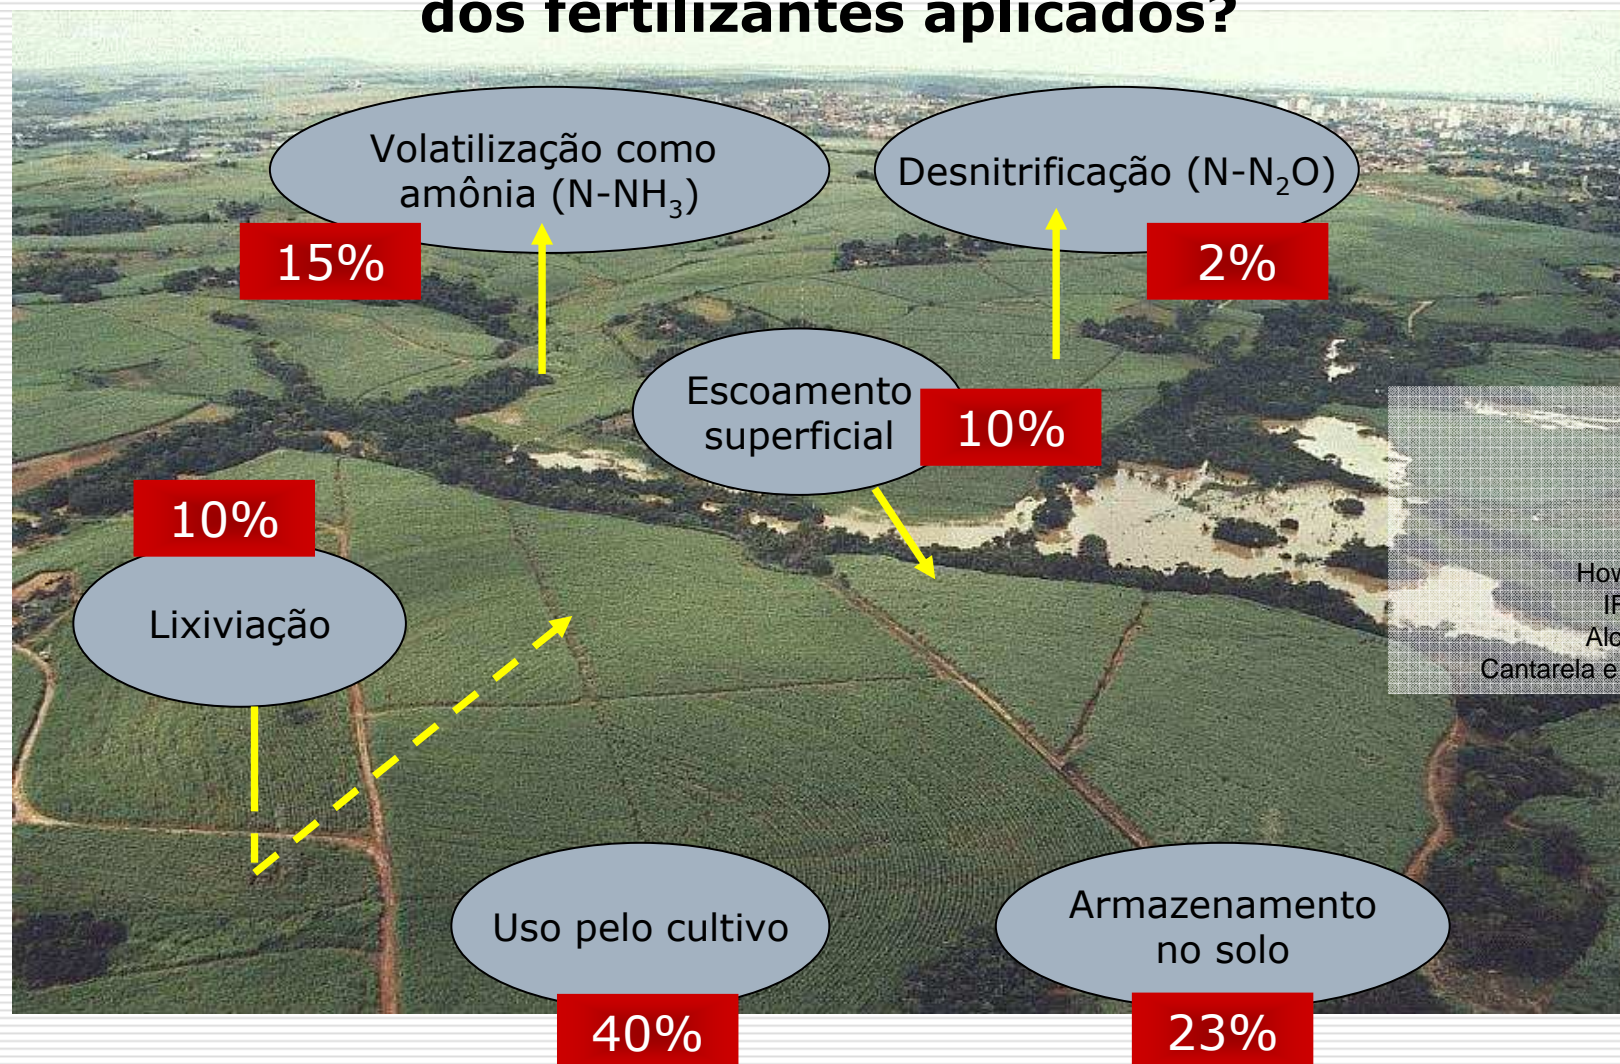 dos fertilizantes aplicados?
Volatilização como
amônia (N-NH₃)
15%
Desnitrificação (N-N₂O)
2%
Escoamento
superficial
10%
10%
Lixiviação
Cantarela e
Uso pelo cultivo
40%
Armazenamento
no solo
23%